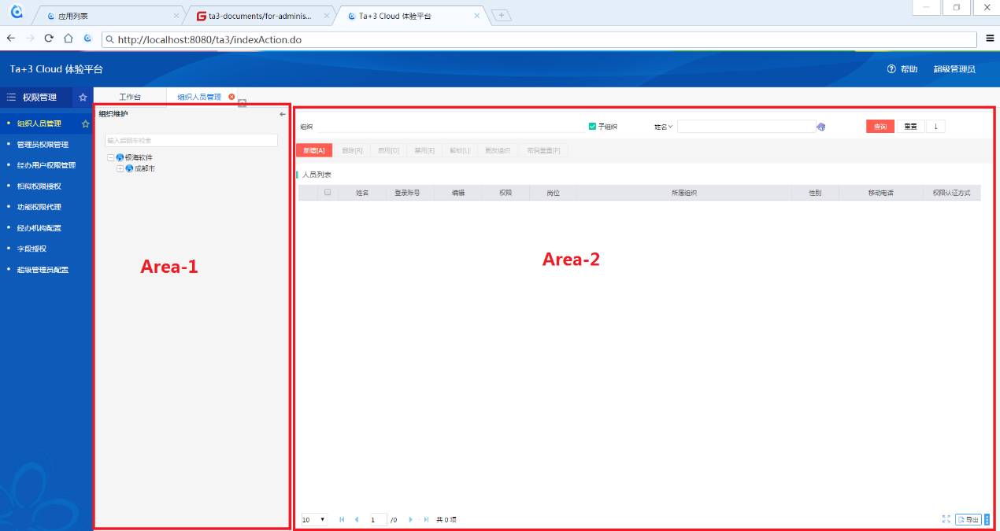 应用列表
ta3-documents/for-adminis...
Ta+3 Cloud 体验平台
http://localhost:8080/ta3/indexAction.do
Ta+3 Cloud 体验平台
帮助 超级管理员
权限管理
工作台 组织人员管理
组织人员管理
管理员权限管理
经办用户权限管理
相似权限授权
功能权限代理
经办机构配置
字段授权
超级管理员配置
组织维护
输入后回车检索
银海软件
成都市
Area-1
组织 子组织 姓名 查询 重置 ↓
新增[A] 删除[R] 启用[D] 禁用[E] 解锁[L] 更改组织 密码重置[P]
人员列表
姓名 登录账号 编辑 权限 岗位 所属组织 性别 移动电话 权限认证方式
Area-2
10 1 /0 共 0 项 导出